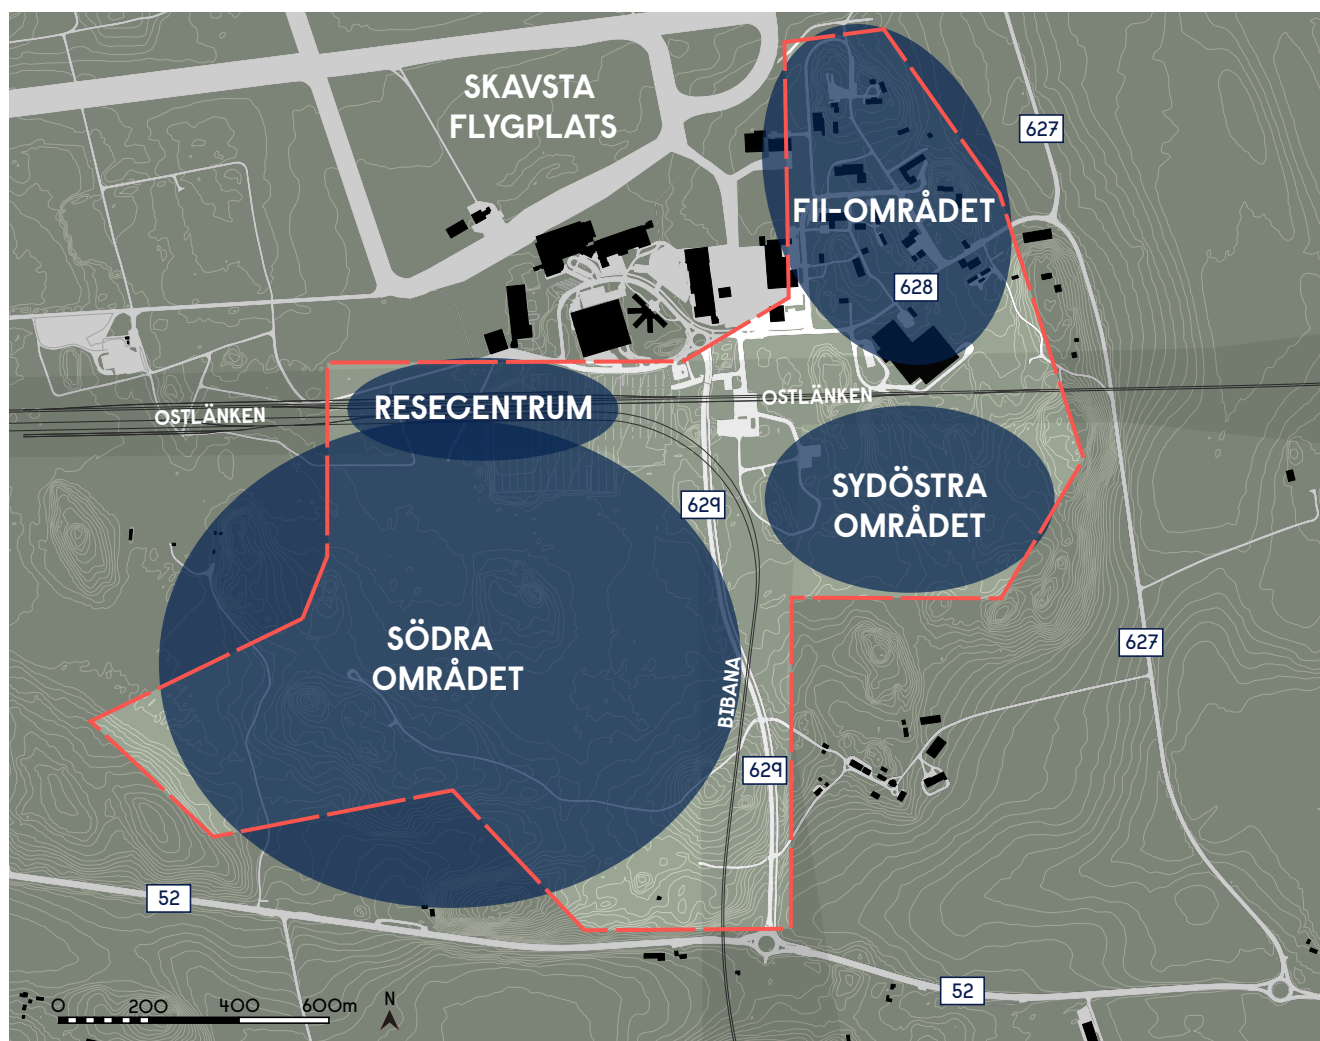 SKAVSTA
FLYGPLATS
627
FII-OMRÅDET
628
OSTLÄNKEN
RESECENTRUM
OSTLÄNKEN
629
SYDÖSTRA
OMRÅDET
SÖDRA
OMRÅDET
627
BIBANA
629
52
52
0 200 400 600m
N